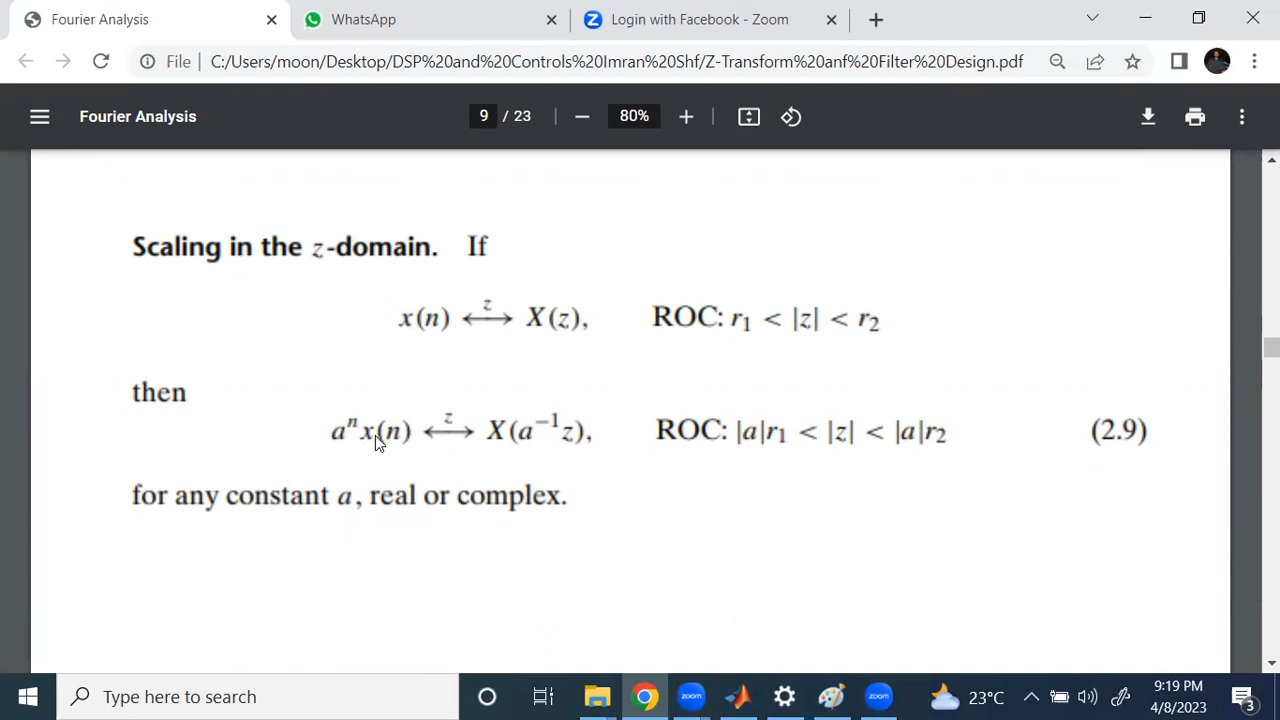 Fourier Analysis
WhatsApp
Login with Facebook - Zoom
File C:/Users/moon/Desktop/DSP%20and%20Controls%20Imran%20Shf/Z-Transform%20anf%20Filter%20Design.pdf
Fourier Analysis 9 / 23 80%
Scaling in the z-domain. If
x(n) ⟷ᶻ X(z), ROC: r₁ < |z| < r₂
then
aⁿx(n) ⟷ᶻ X(a⁻¹z), ROC: |a|r₁ < |z| < |a|r₂ (2.9)
for any constant a, real or complex.
Type here to search
zoom
zoom
23°C
9:19 PM
4/8/2023
3